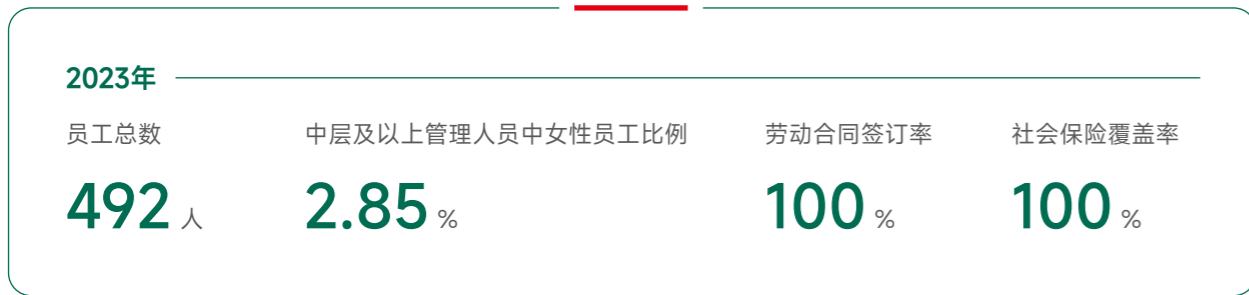 2023年
员工总数 中层及以上管理人员中女性员工比例 劳动合同签订率 社会保险覆盖率
492 人 2.85 % 100 % 100 %